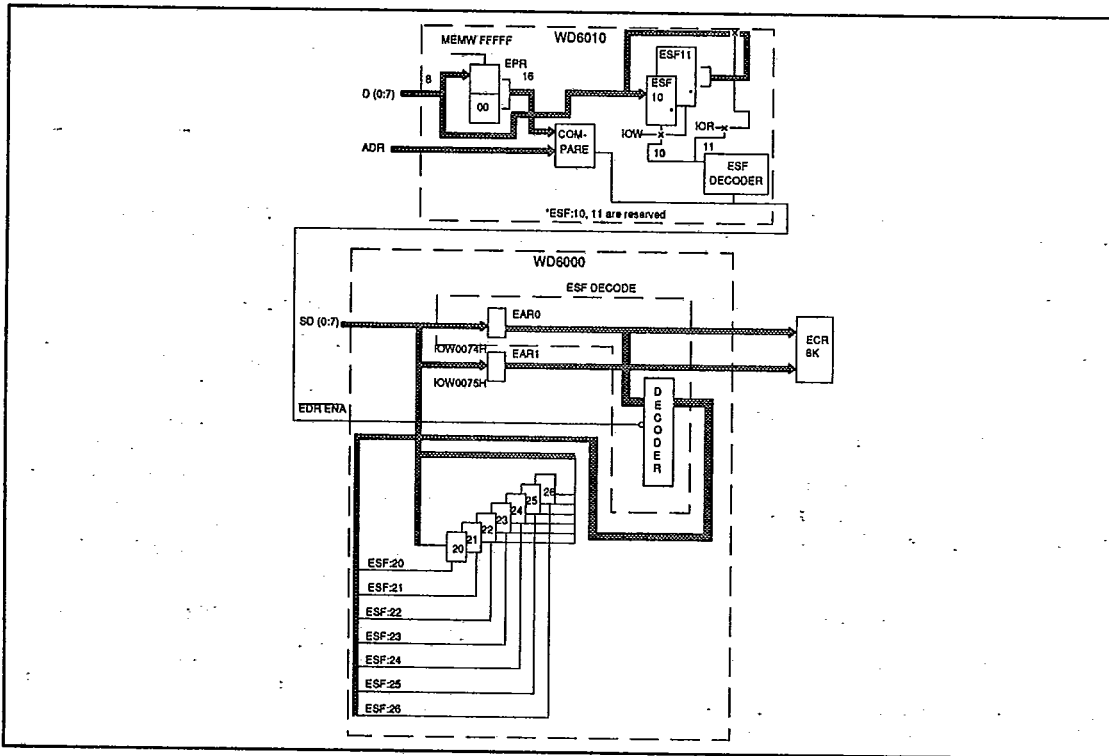 WD6010
MEMW FFFFF
EPR
16
8
D (0:7)
00
ESF11
ESF
10
*
*
IOW
IOR
10
11
COM-
PARE
ADR
ESF
DECODER
*ESF:10, 11 are reserved
WD6000
ESF DECODE
SD (0:7)
EAR0
IOW0074H
EAR1
IOW0075H
ECR
8K
EDR ENA
DECODER
26
25
24
23
22
21
20
ESF:20
ESF:21
ESF:22
ESF:23
ESF:24
ESF:25
ESF:26